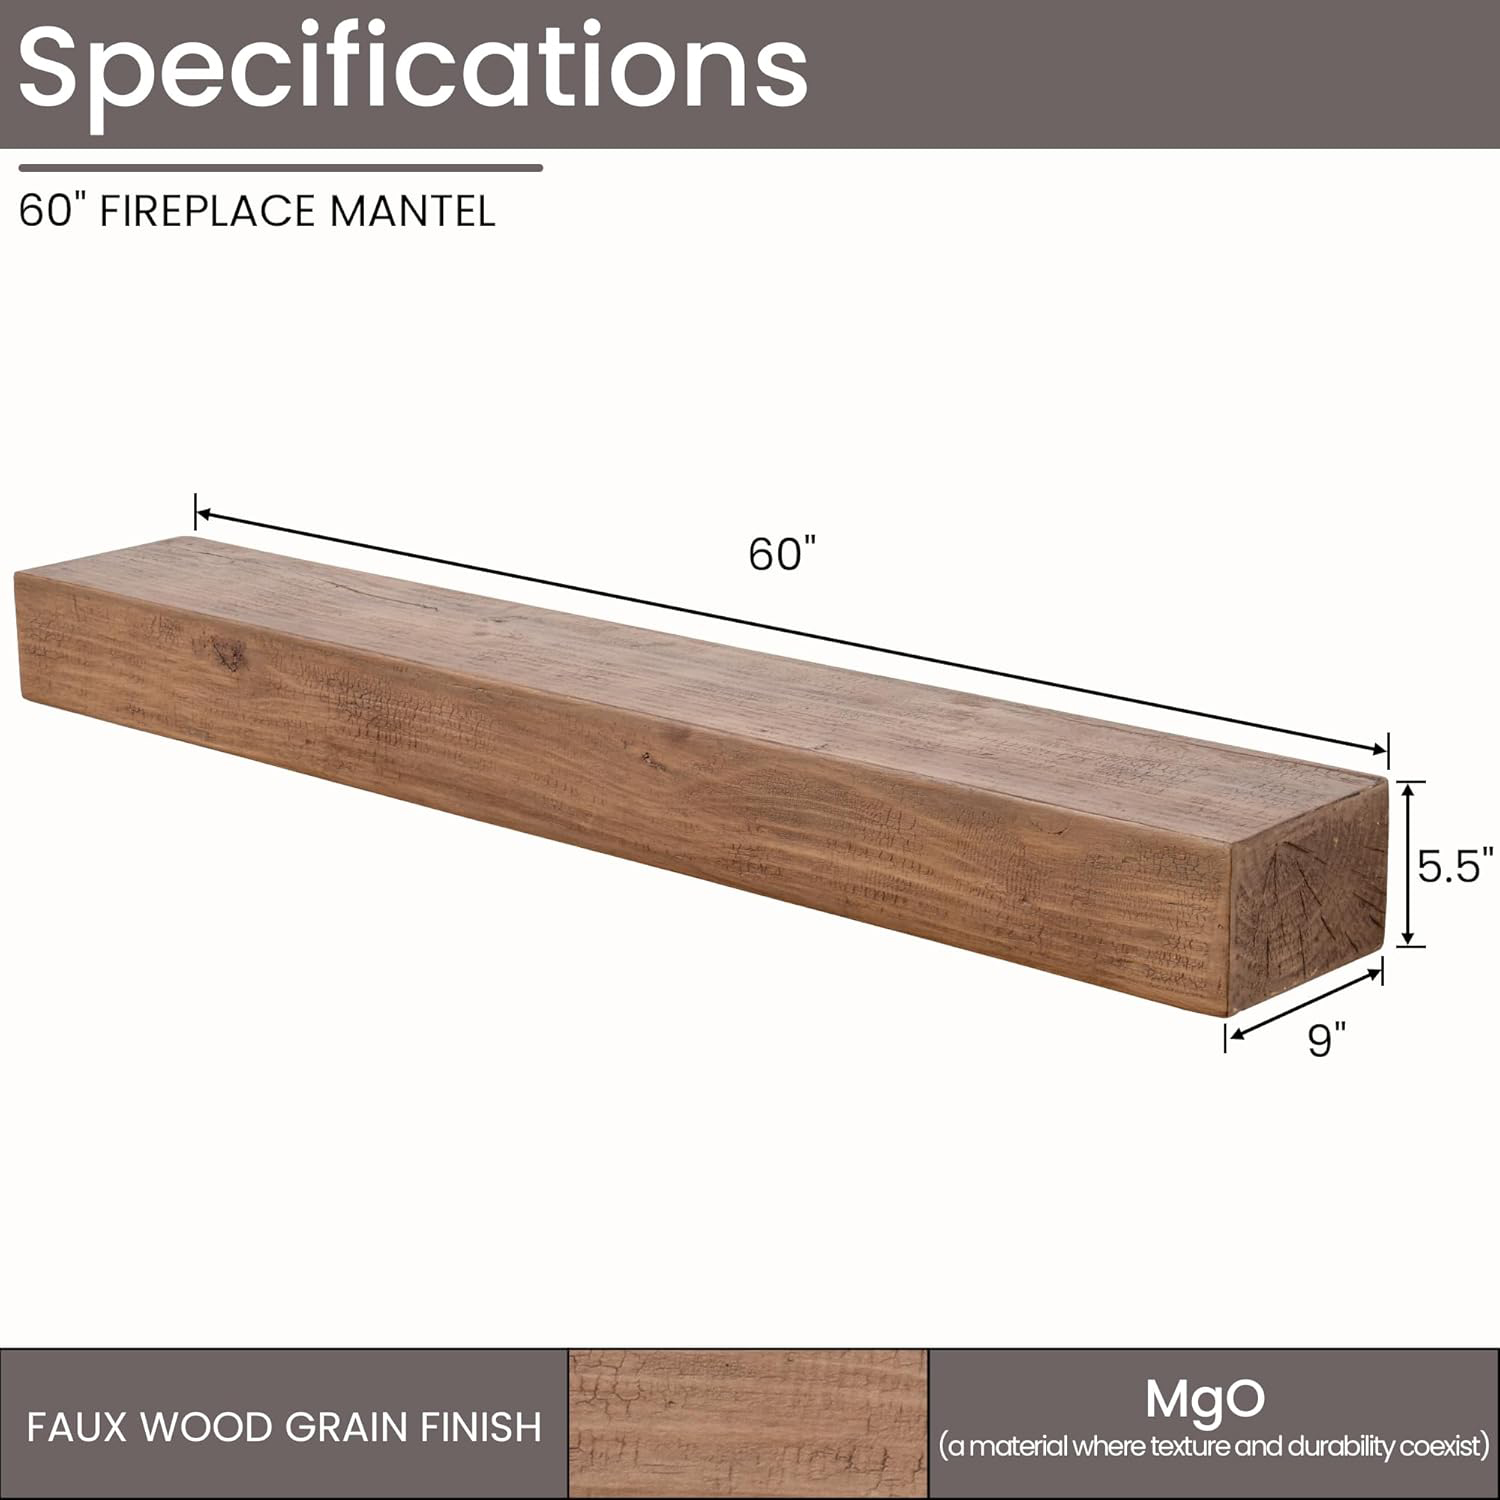 Specifications
60" FIREPLACE MANTEL
60"
5.5"
9"
FAUX WOOD GRAIN FINISH
MgO
(a material where texture and durability coexist)